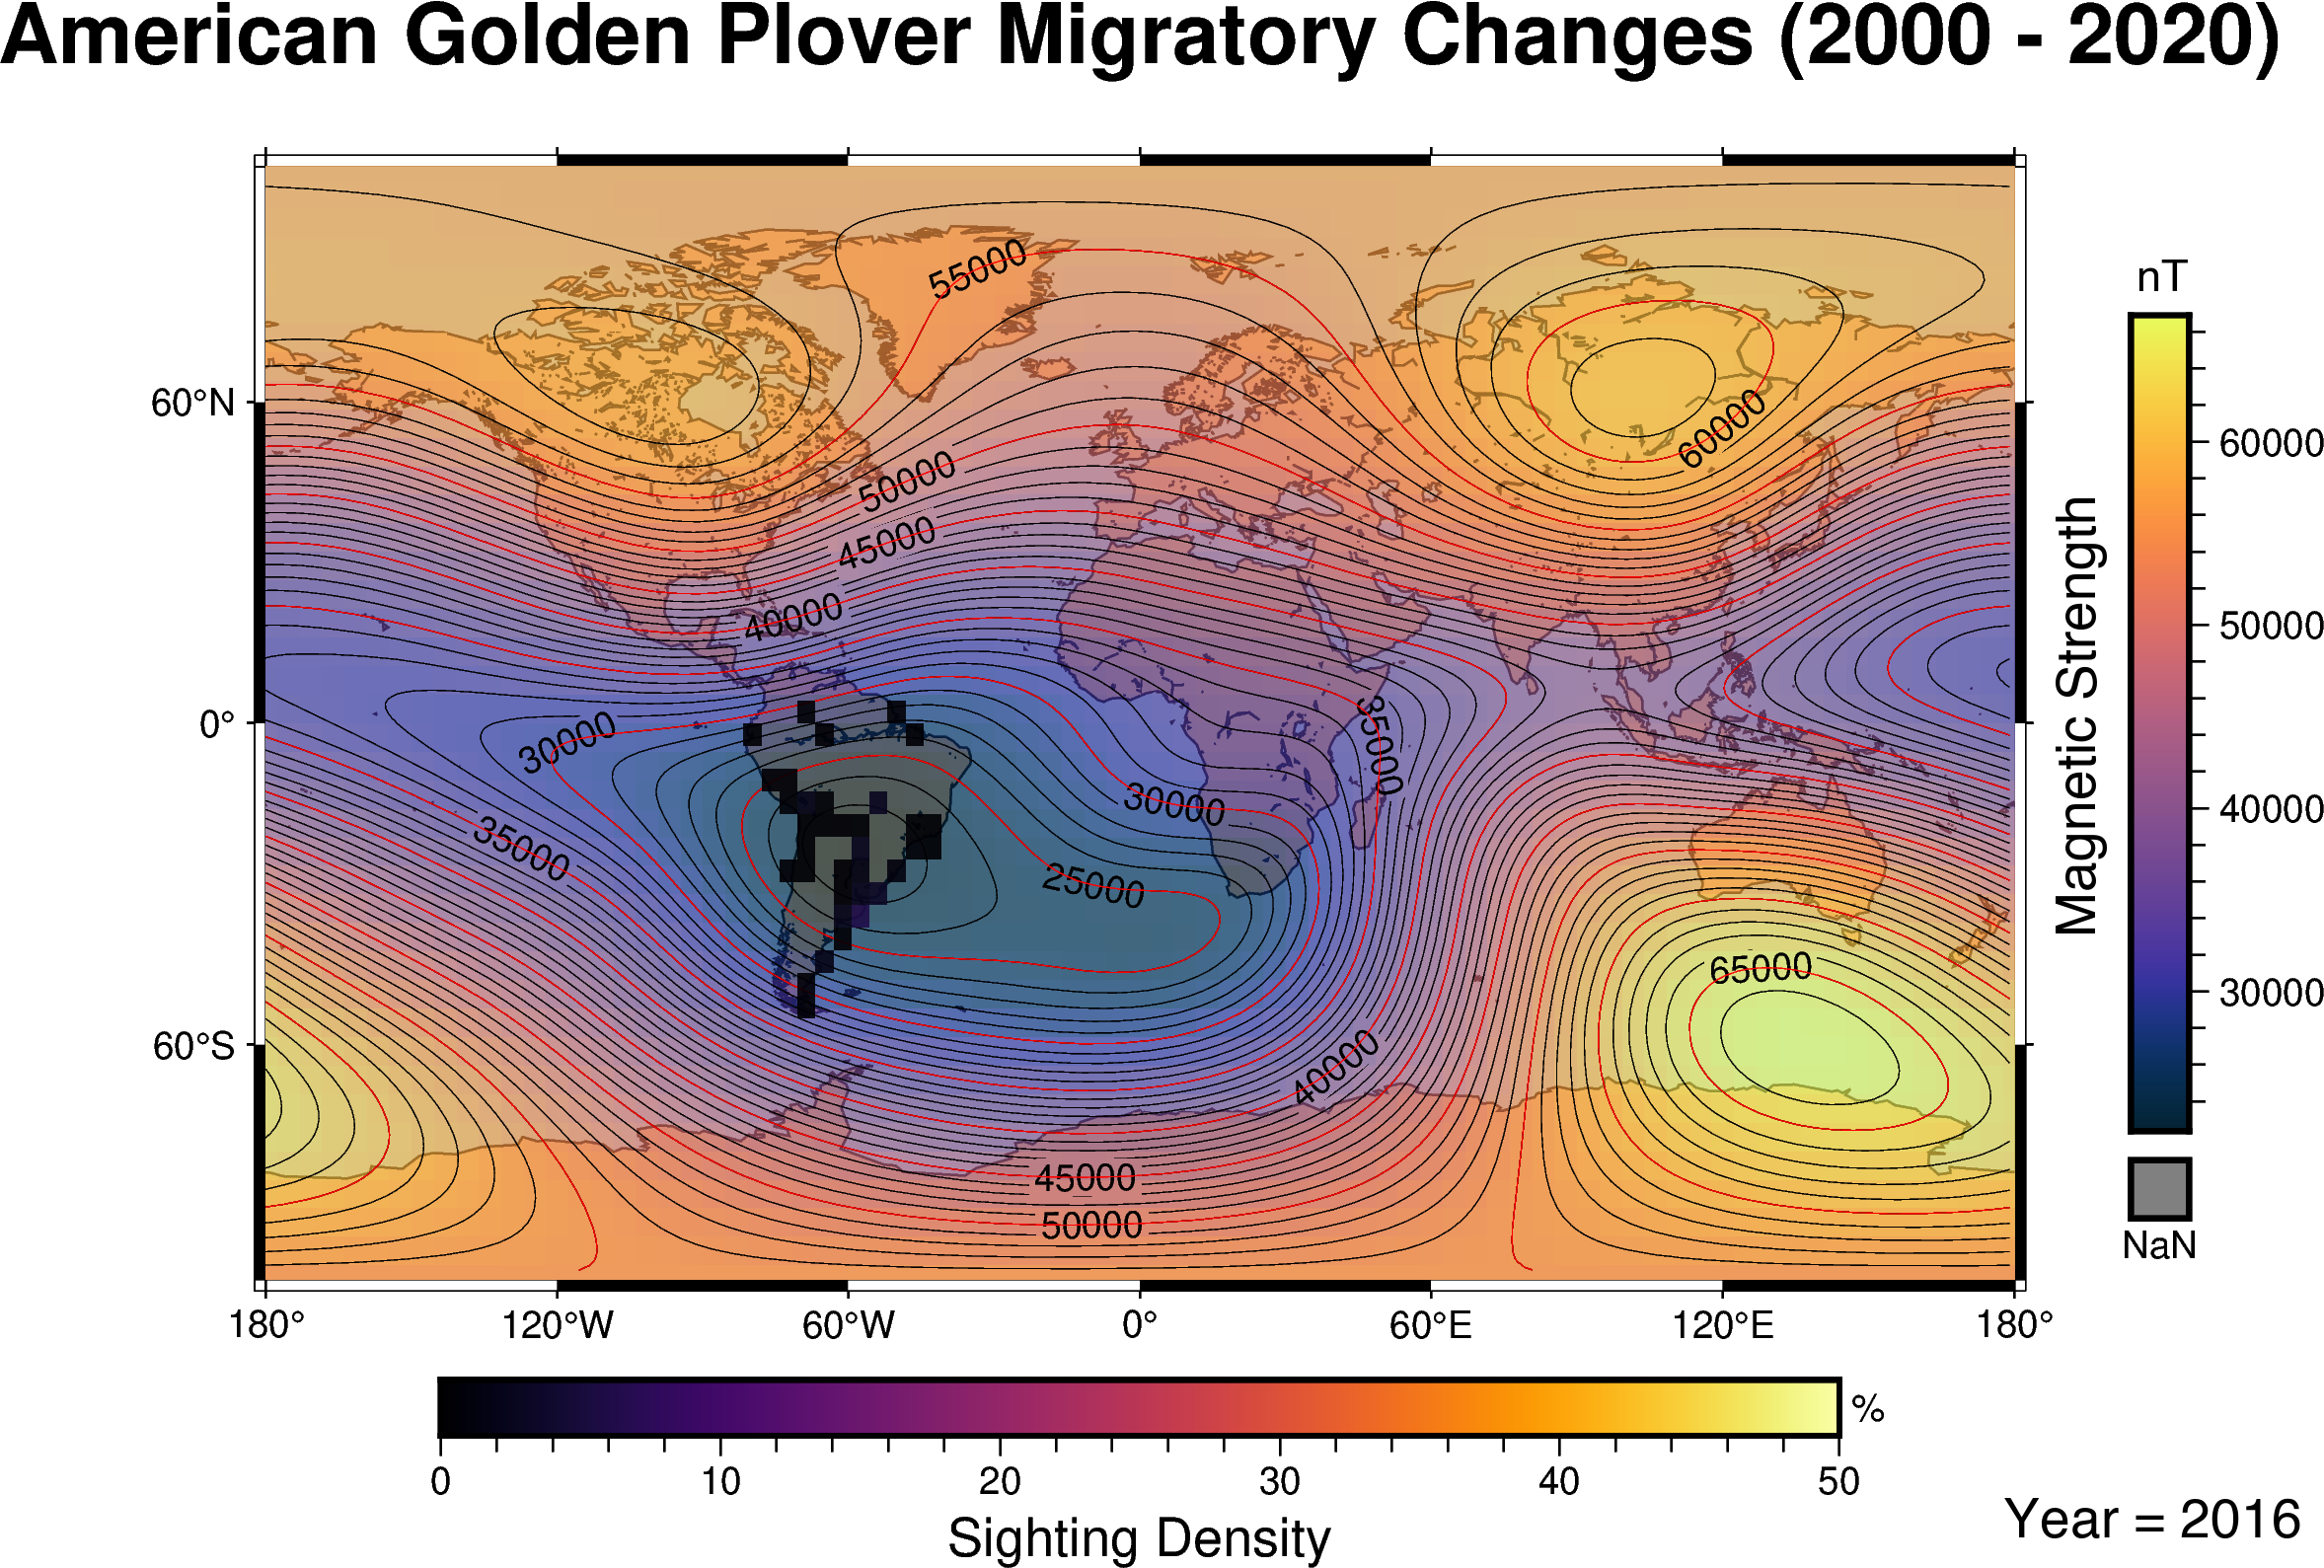 American Golden Plover Migratory Changes (2000 - 2020)
55000
60000
50000
45000
40000
30000
35000
30000
35000
25000
65000
40000
45000
50000
60°N
0°
60°S
180°
120°W
60°W
0°
60°E
120°E
180°
nT
60000
50000
40000
30000
Magnetic Strength
NaN
%
0
10
20
30
40
50
Sighting Density
Year = 2016